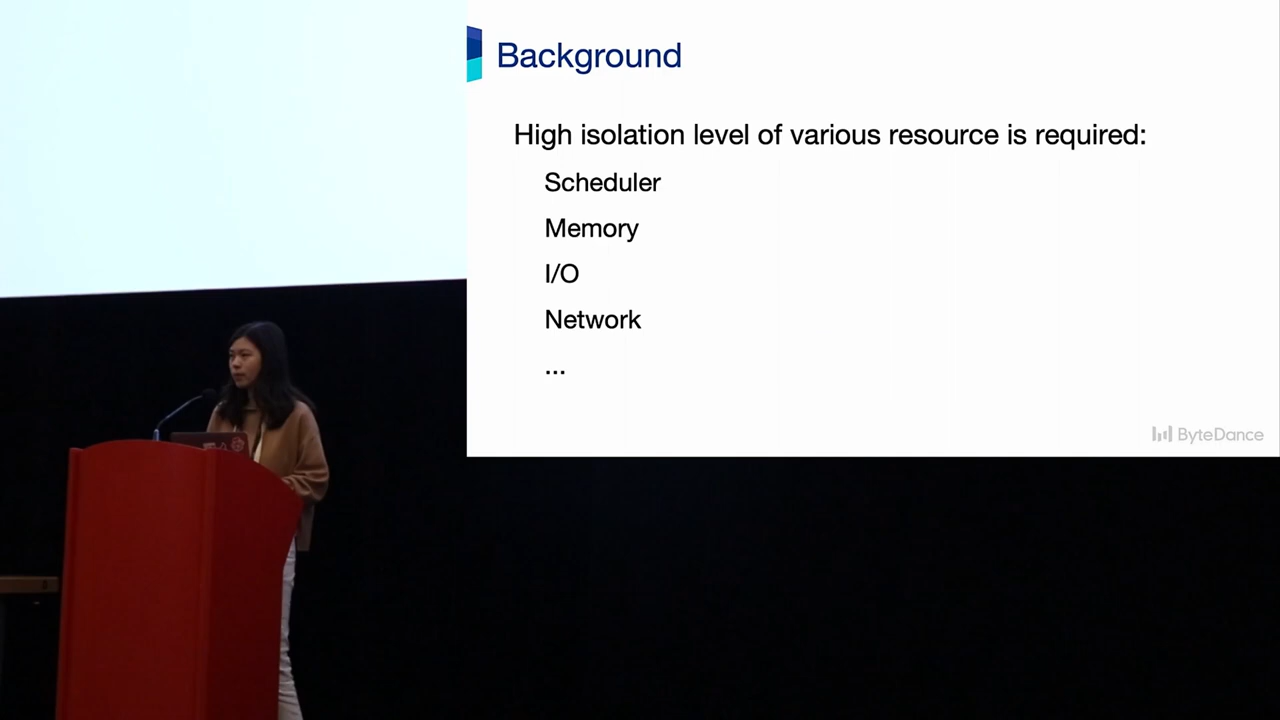 Background
High isolation level of various resource is required:
Scheduler
Memory
I/O
Network
...
ByteDance